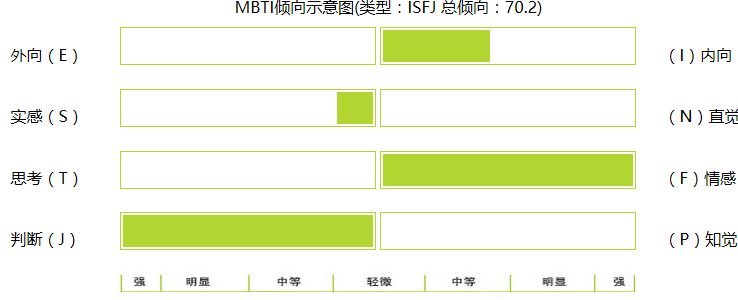 MBTI倾向示意图(类型：ISFJ 总倾向：70.2)
外向（E） （I）内向
实感（S） （N）直觉
思考（T） （F）情感
判断（J） （P）知觉
强 明显 中等 轻微 中等 明显 强